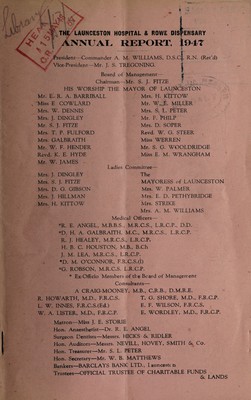 Library
THE LAUNCESTON HOSPITAL & ROWE DISPENSARY
ANNUAL REPORT, 1947
President—Commander A. M. WILLIAMS, D.S.C., R.N. (Ret'd)
Vice-President—Mr. J. S. TREGONING.
Board of Management—
Chairman—Mr. S. J. FITZE
HIS WORSHIP THE MAYOR OF LAUNCESTON
Mr. E. R. A. BARRIBALL
Miss E. COWLARD
Mrs. W. DENNIS
Mrs. J. DINGLEY
Mr. S. J. FITZE
Mrs. T. P. FULFORD
Mrs. GALBRAITH
Mr. W. F. HENDER
Revd. K. E. HYDE
Mr. W. JAMES
Mrs. H. KITTOW
Mr. W. E. MILLER
Mrs. S. L. PETER
Mr. F. PHILP
Mrs. D. SOPER
Revd. W. G. STEER
Miss WERREN
Mr. S. G. WOOLDRIDGE
Miss E. M. WRANGHAM
Ladies Committee—
Mrs. J. DINGLEY
Mrs. S. J. FITZE
Mrs. D. G. GIBSON
Mrs. J. HILLMAN
Mrs. H. KITTOW
The
MAYORESS of LAUNCESTON
Mrs. W. PALMER
Mrs. E. D. PETHYBRIDGE
Mrs. STRIKE
Mrs. A. M. WILLIAMS
Medical Officers—
*R. E. ANGEL, M.B.B.S., M.R.C.S., L.R.C.P., D.D.
*D. H. A. GALBRAITH, M.C., M.R.C.S., L.R.C.P.
R. J. HEALEY, M.R.C.S., L.R.C.P.
H. B. C. HOUSTON, M.B., B.Ch
J. M. LEA, M.R.C.S., L.R.C.P.
*D. M. O'CONNOR, F.R.C.S.(I)
*G. ROBSON, M.R.C.S. L.R.C.P.
* Ex Officio Members of the Board of Management
Consultants—
A CRAIG-MOONEY, M.B., C.B.B., D.M.R.E.
R. HOWARTH, M.D., F.R.C.S.
J. W. INNES, F.R.C.S.(Ed.)
W. A. LISTER, M.D., F.R.C.P.
T. G. SHORE, M.D., F.R.C.P.
E. F. WILSON, F.R.C.S.
E. WORDLEY, M.D., F.R.C.P.
Matron—Miss J. E. STORIE
Hon. Anaesthetist—Dr. R. E. ANGEL
Surgeon Dentists—Messrs. HICKS & RIDLER
Hon. Auditors—Messrs. NEVILL, HOVEY, SMITH & Co.
Hon. Treasurer—Mr. S. L. PETER
Hon. Secretary—Mr. W. B. MATTHEWS
Bankers—BARCLAYS BANK LTD.,
Trustees—OFFICIAL TRUSTEE OF CHARITABLE FUNDS
& LANDS